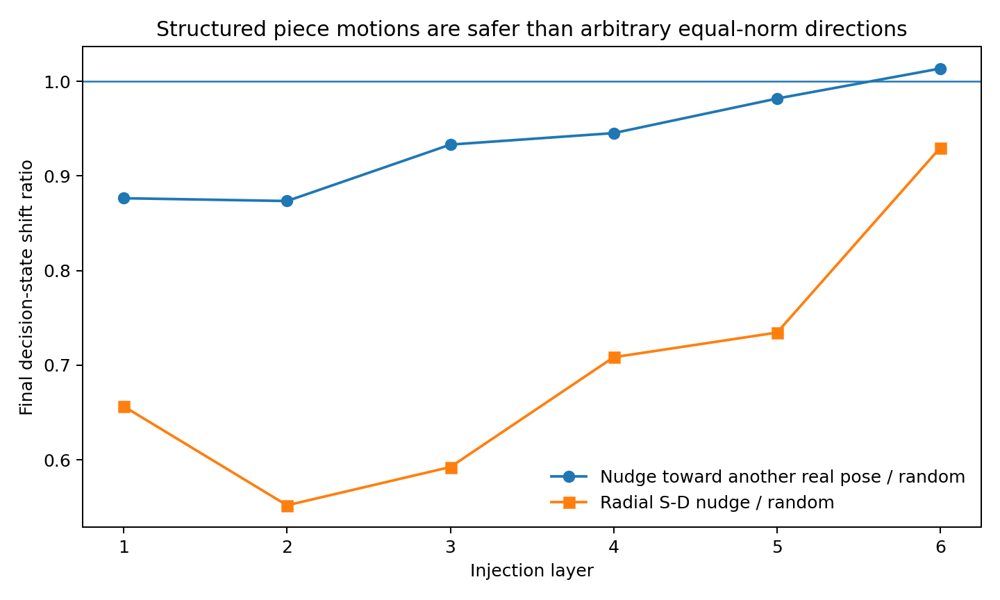 Structured piece motions are safer than arbitrary equal-norm directions
Final decision-state shift ratio
1.0
0.9
0.8
0.7
0.6
Nudge toward another real pose / random
Radial S-D nudge / random
1 2 3 4 5 6
Injection layer